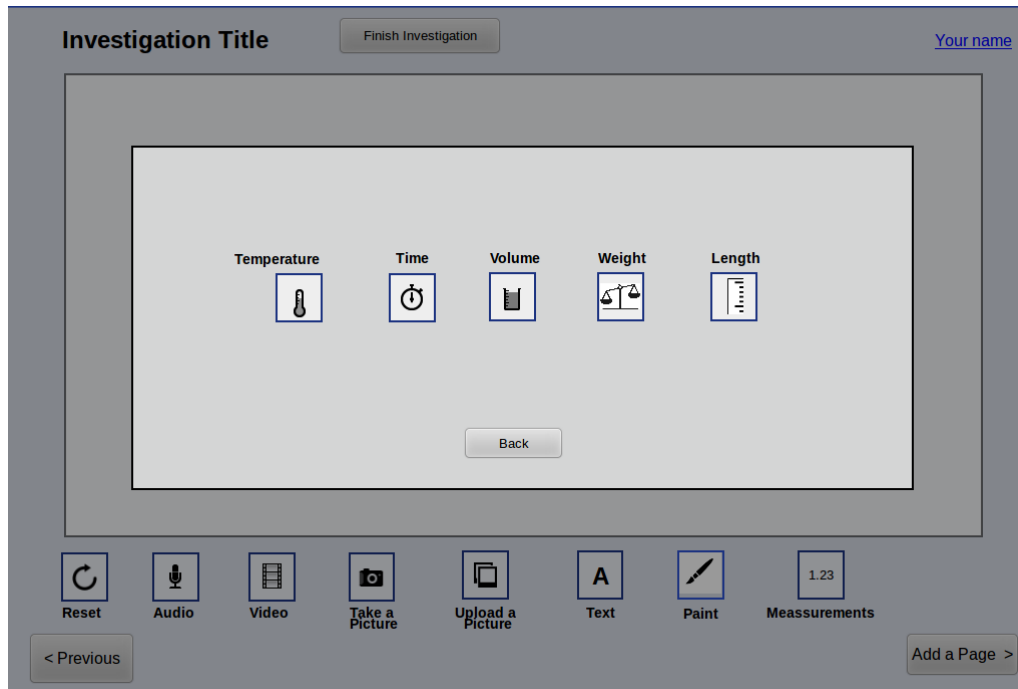 Investigation Title
Finish Investigation
Your name
Temperature
Time
Volume
Weight
Length
Back
1.23
A
Reset
Audio
Video
Take a
Picture
Upload a
Picture
Text
Paint
Meassurements
< Previous
Add a Page >